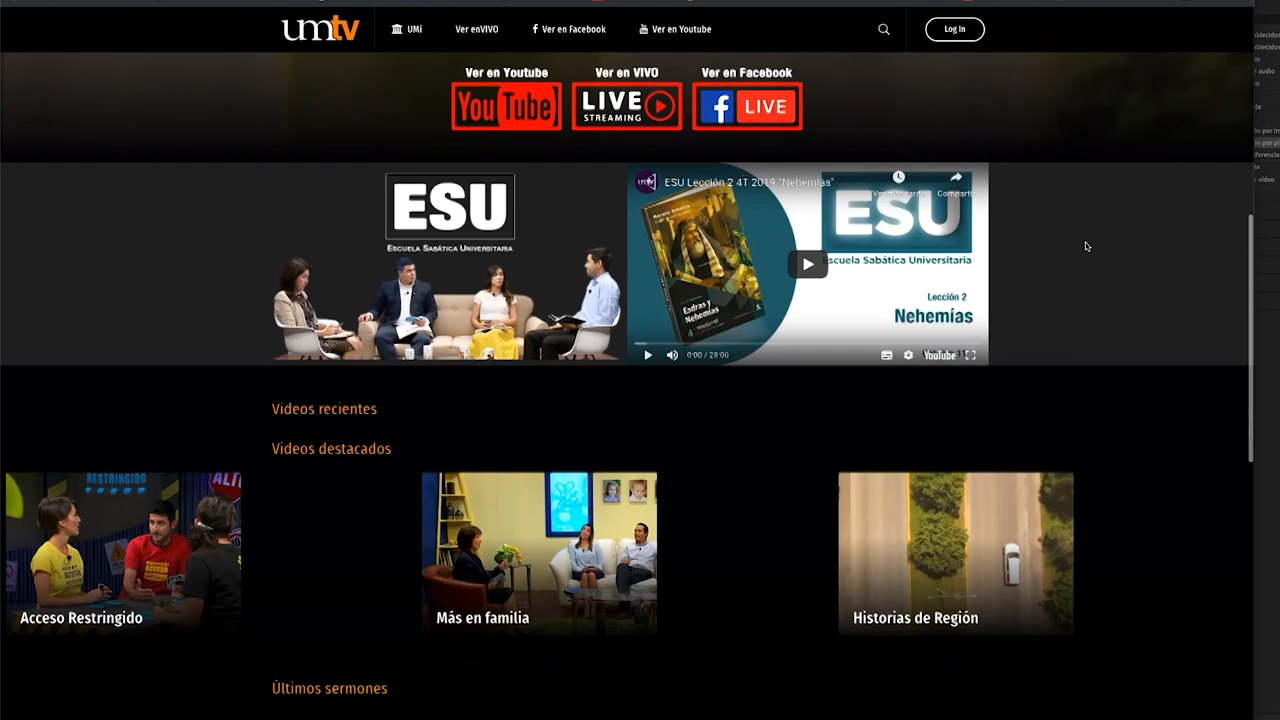 umtv
UMi
Ver enVIVO
Ver en Facebook
Ver en Youtube
Log In
Ver en Youtube
Ver en VIVO
Ver en Facebook
YouTube
LIVE
STREAMING
LIVE
ESU
ESCUELA SABÁTICA UNIVERSITARIA
ESU Lección 2 4T 2019 "Nehemías"
ESU
Escuela Sabática Universitaria
Esdras y
Nehemías
Lección 2
Nehemías
0:00 / 28:00
YouTube
Videos recientes
Videos destacados
RESTRINGIDO
Acceso Restringido
Más en familia
Historias de Región
Últimos sermones